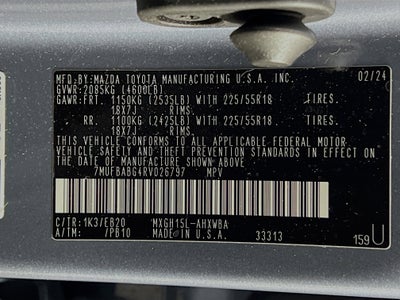 MFD.BY:MAZDA TOYOTA MANUFACTURING U.S.A. INC. 02/24
GVWR: 2085KG (4600LB)
GAWR:FRT. 1150KG (2535LB) WITH 225/55R18 TIRES.
18X7J RIMS.
RR 1100KG (2425LB) WITH 225/55R18 TIRES.
18X7J RIMS.
THIS VEHICLE CONFORMS TO ALL APPLICABLE FEDERAL MOTOR
VEHICLE SAFETY AND THEFT PREVENTION STANDARDS IN EFFECT
ON THE DATE OF MANUFACTURE SHOWN ABOVE.
7MUFBABG4RV026797 MPV
C/TR:1K3/EB20 MXGH15L-AHXWBA
A/TM: /PB10 MADE IN U.S.A. 33313 159 U